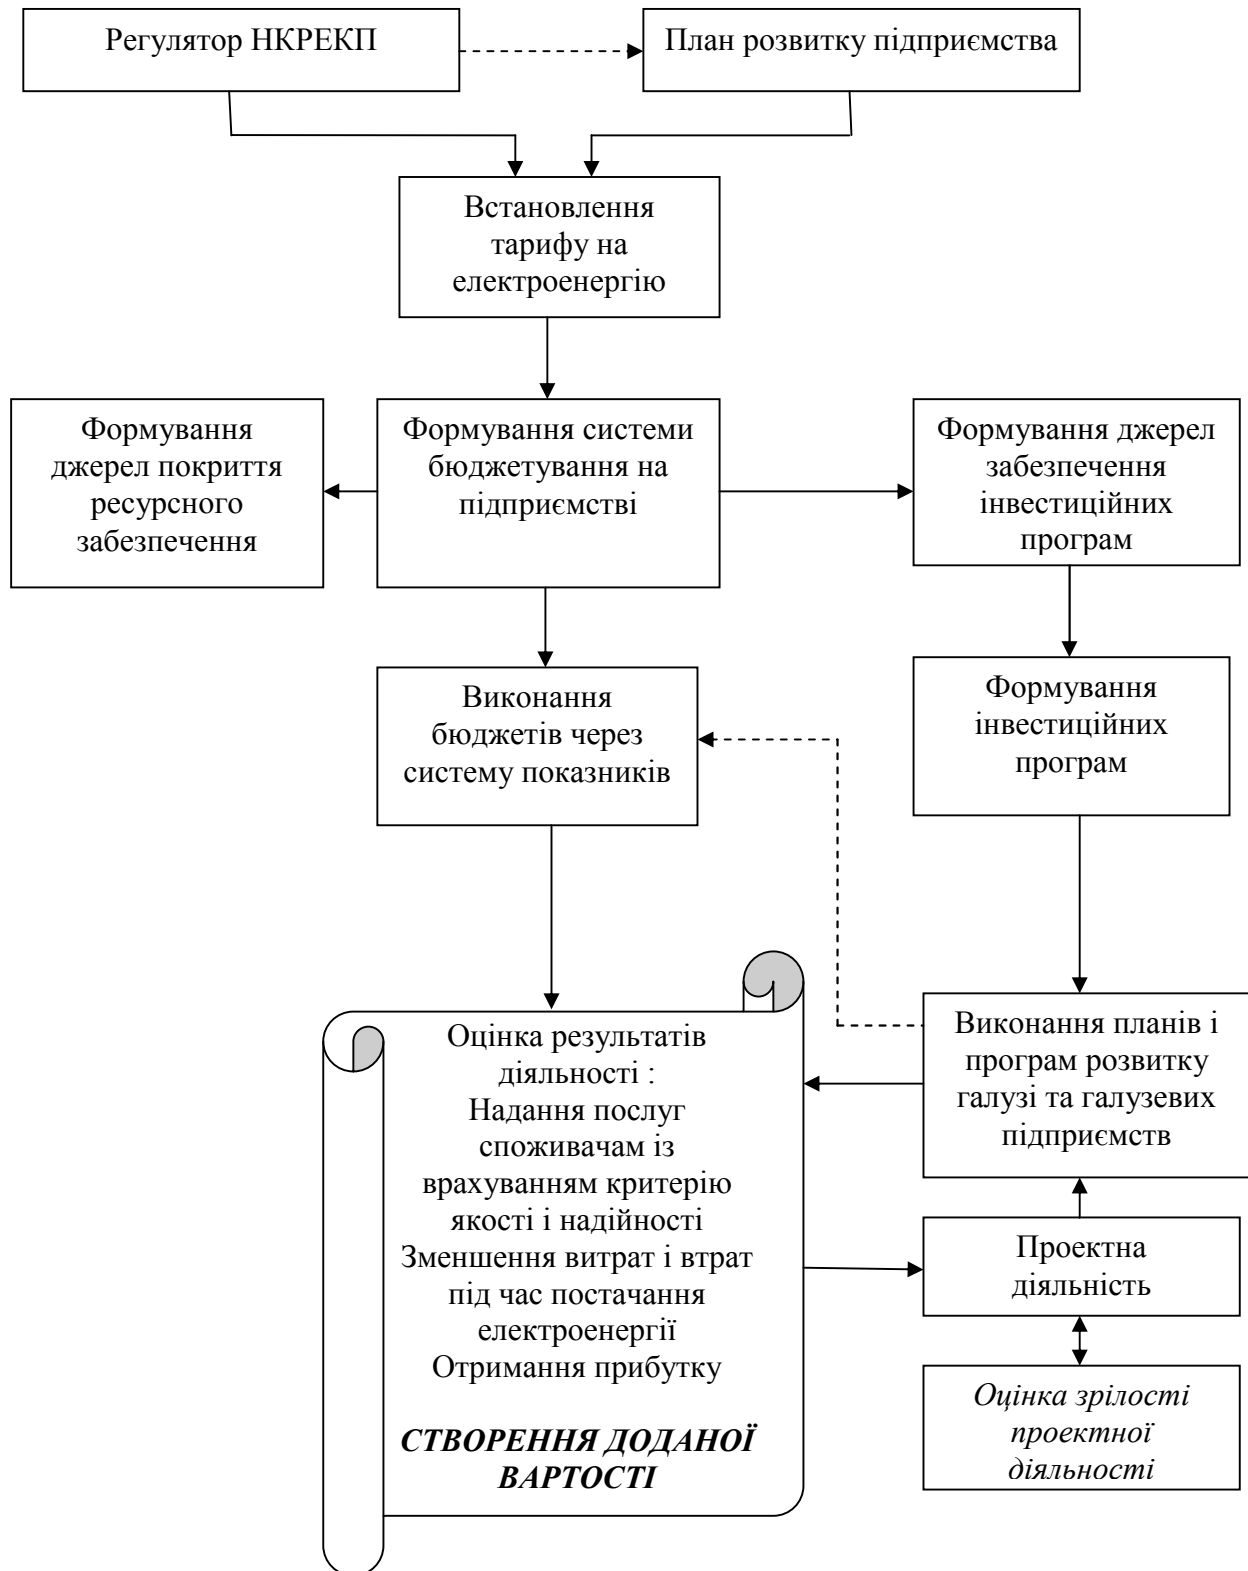 Регулятор НКРЕКП
План розвитку підприємства
Встановлення
тарифу на
електроенергію
Формування
джерел покриття
ресурсного
забезпечення
Формування системи
бюджетування на
підприємстві
Формування джерел
забезпечення
інвестиційних
програм
Виконання
бюджетів через
систему показників
Формування
інвестиційних
програм
Оцінка результатів
діяльності :
Надання послуг
споживачам із
врахуванням критерію
якості і надійності
Зменшення витрат і втрат
під час постачання
електроенергії
Отримання прибутку
СТВОРЕННЯ ДОДАНОЇ
ВАРТОСТІ
Виконання планів і
програм розвитку
галузі та галузевих
підприємств
Проектна
діяльність
Оцінка зрілості
проектної
діяльності